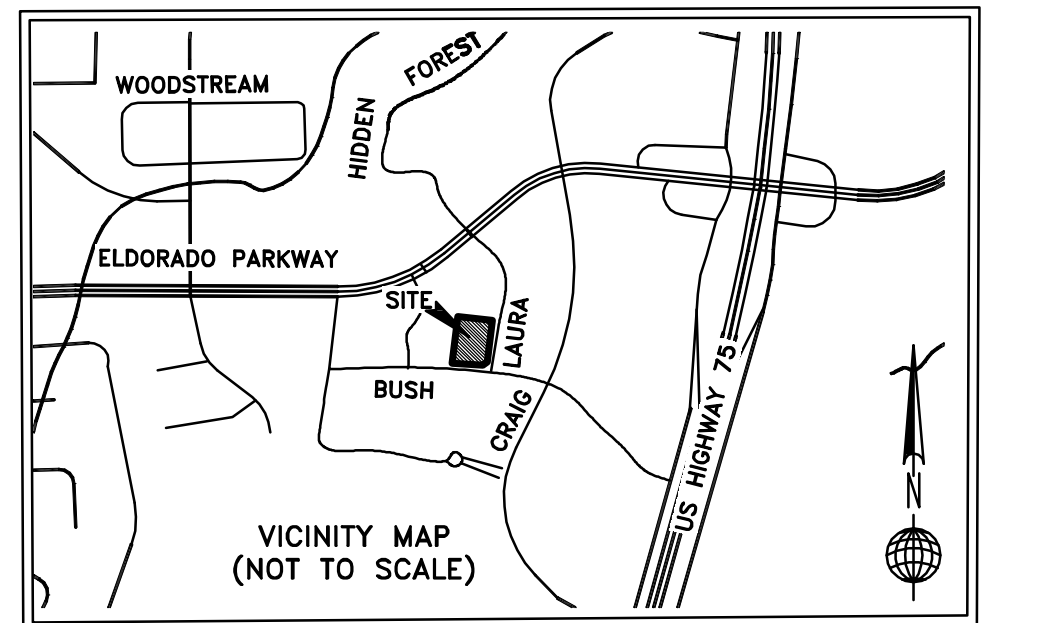 FOREST
WOODSTREAM
HIDDEN
ELDORADO PARKWAY
SITE
LAURA
BUSH
CRAIG
US HIGHWAY 75
N
VICINITY MAP
(NOT TO SCALE)